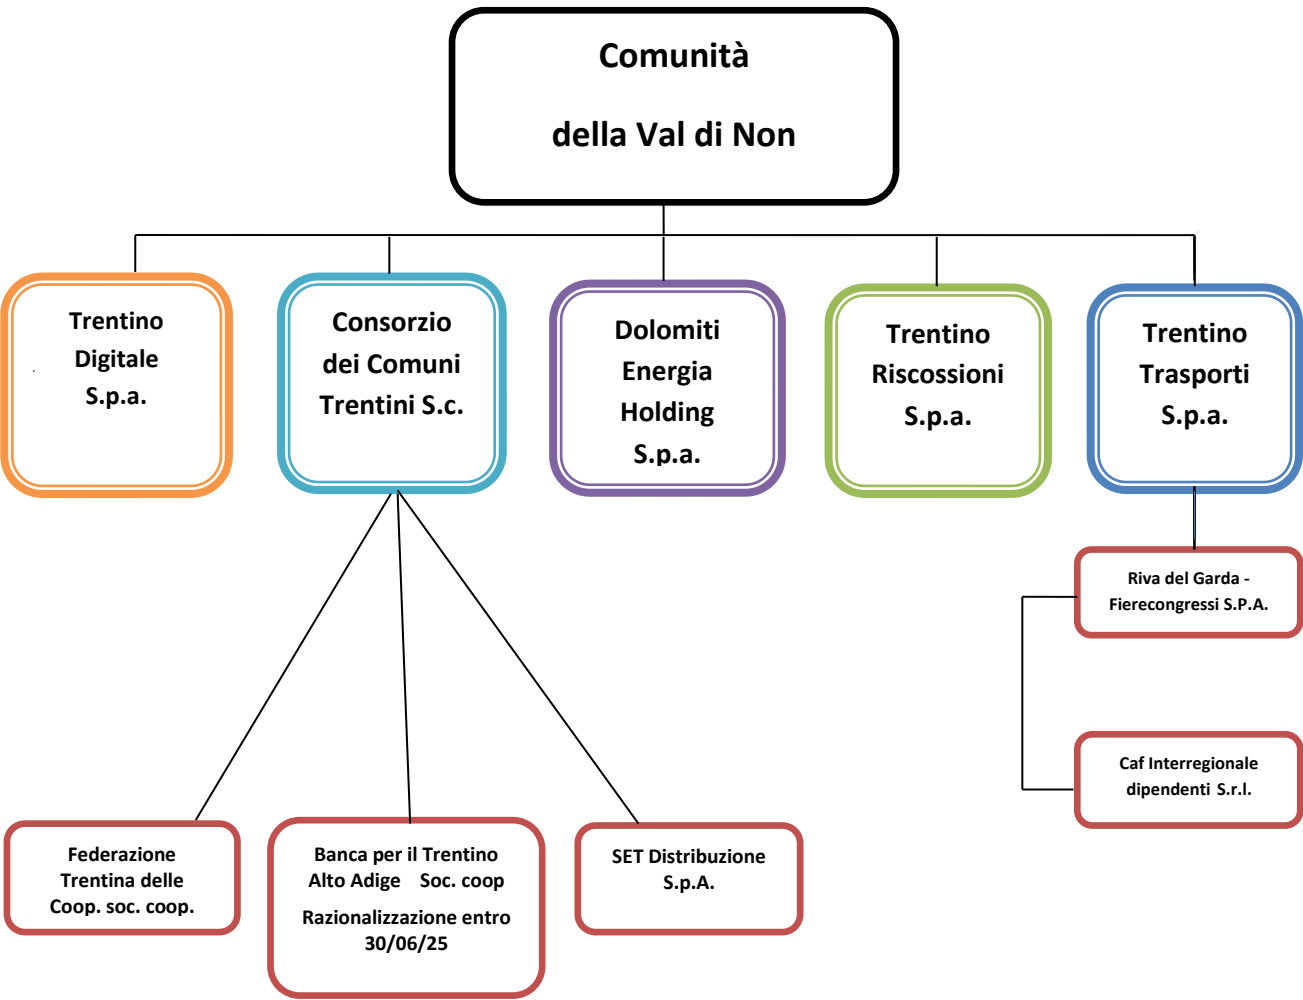 Comunità
della Val di Non
Trentino
Digitale
S.p.a.
Consorzio
dei Comuni
Trentini S.c.
Dolomiti
Energia
Holding
S.p.a.
Trentino
Riscossioni
S.p.a.
Trentino
Trasporti
S.p.a.
Riva del Garda -
Fierecongressi S.P.A.
Caf Interregionale
dipendenti S.r.l.
Federazione
Trentina delle
Coop. soc. coop.
Banca per il Trentino
Alto Adige Soc. coop
Razionalizzazione entro
30/06/25
SET Distribuzione
S.p.A.